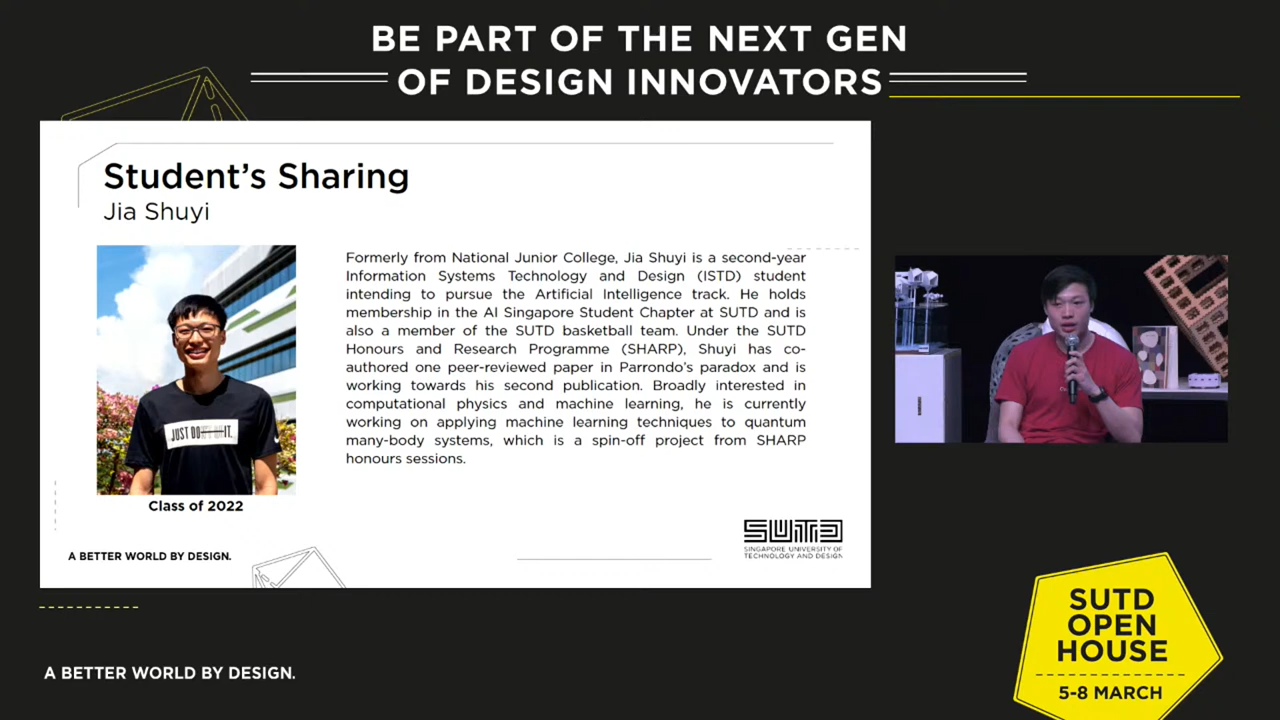 BE PART OF THE NEXT GEN
OF DESIGN INNOVATORS
Student's Sharing
Jia Shuyi
Formerly from National Junior College, Jia Shuyi is a second-year
Information Systems Technology and Design (ISTD) student
intending to pursue the Artificial Intelligence track. He holds
membership in the AI Singapore Student Chapter at SUTD and is
also a member of the SUTD basketball team. Under the SUTD
Honours and Research Programme (SHARP), Shuyi has co-
authored one peer-reviewed paper in Parrondo's paradox and is
working towards his second publication. Broadly interested in
computational physics and machine learning, he is currently
working on applying machine learning techniques to quantum
many-body systems, which is a spin-off project from SHARP
honours sessions.
Class of 2022
A BETTER WORLD BY DESIGN.
SUTD
SINGAPORE UNIVERSITY OF
TECHNOLOGY AND DESIGN
SUTD
OPEN
HOUSE
5-8 MARCH
A BETTER WORLD BY DESIGN.